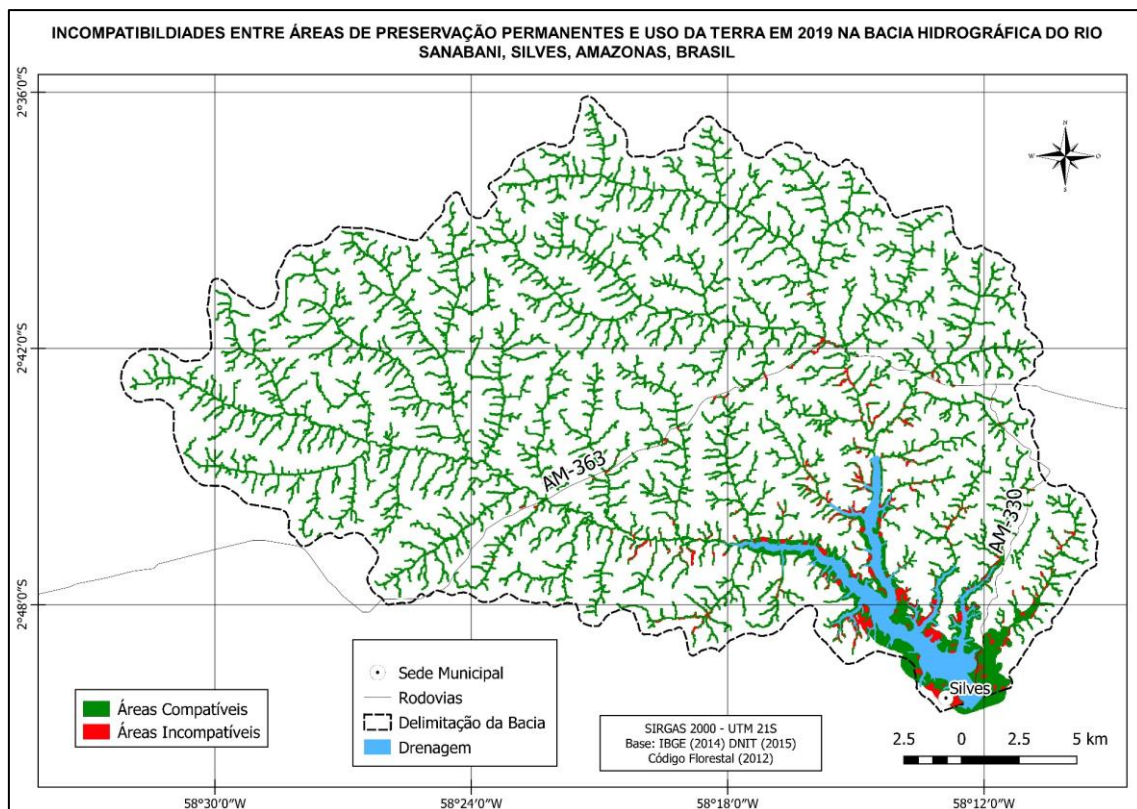 INCOMPATIBILDIADES ENTRE ÁREAS DE PRESERVAÇÃO PERMANENTES E USO DA TERRA EM 2019 NA BACIA HIDROGRÁFICA DO RIO
SANABANI, SILVES, AMAZONAS, BRASIL
2°36'0"S
2°42'0"S
2°48'0"S
N
W
O
S
AM-363
AM-330
Silves
Áreas Compatíveis
Áreas Incompatíveis
Sede Municipal
Rodovias
Delimitação da Bacia
Drenagem
SIRGAS 2000 - UTM 21S
Base: IBGE (2014) DNIT (2015)
Código Florestal (2012)
2.5 0 2.5 5 km
58°30'0"W
58°24'0"W
58°18'0"W
58°12'0"W